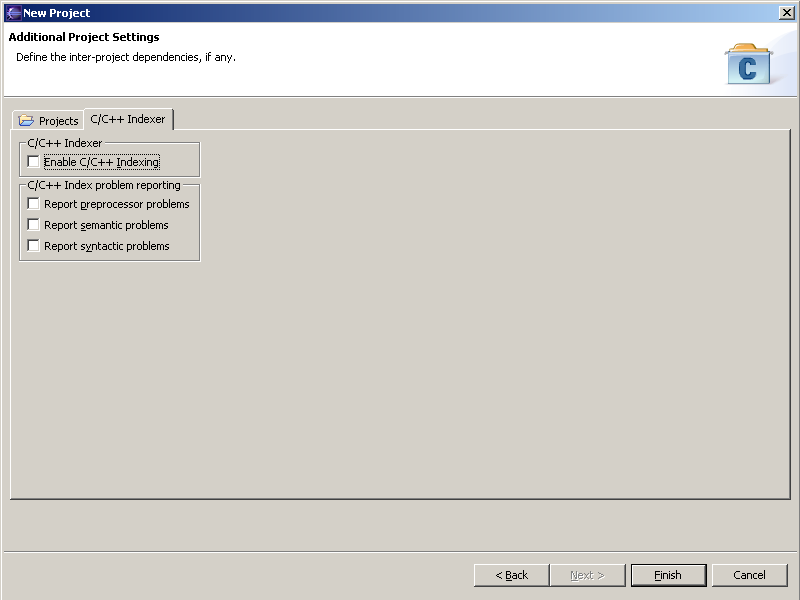 New Project
Additional Project Settings
Define the inter-project dependencies, if any.
C
Projects
C/C++ Indexer
C/C++ Indexer
Enable C/C++ Indexing
C/C++ Index problem reporting
Report preprocessor problems
Report semantic problems
Report syntactic problems
< Back
Next >
Finish
Cancel